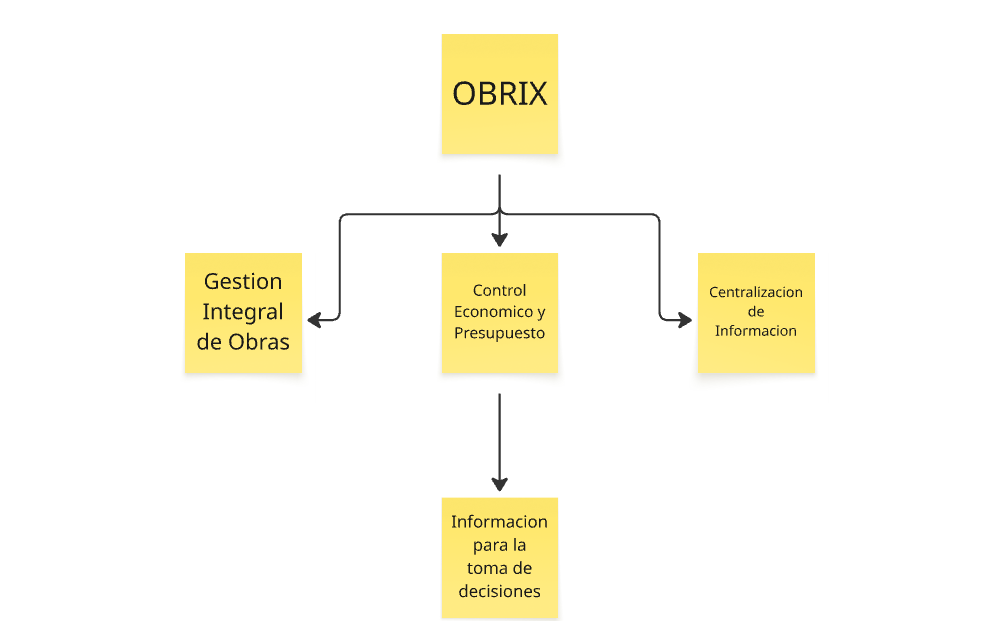 OBRIX
Gestion
Integral
de Obras
Control
Economico y
Presupuesto
Centralizacion
de
Informacion
Informacion
para la
toma de
decisiones